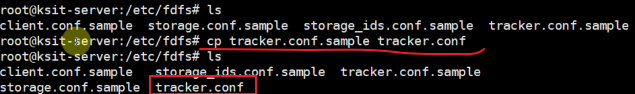 root@ksit-server:/etc/fdfs# ls
client.conf.sample  storage.conf.sample  storage_ids.conf.sample  tracker.conf.sample
root@ksit-server:/etc/fdfs# cp tracker.conf.sample tracker.conf
root@ksit-server:/etc/fdfs# ls
client.conf.sample   storage_ids.conf.sample  tracker.conf.sample
storage.conf.sample  tracker.conf